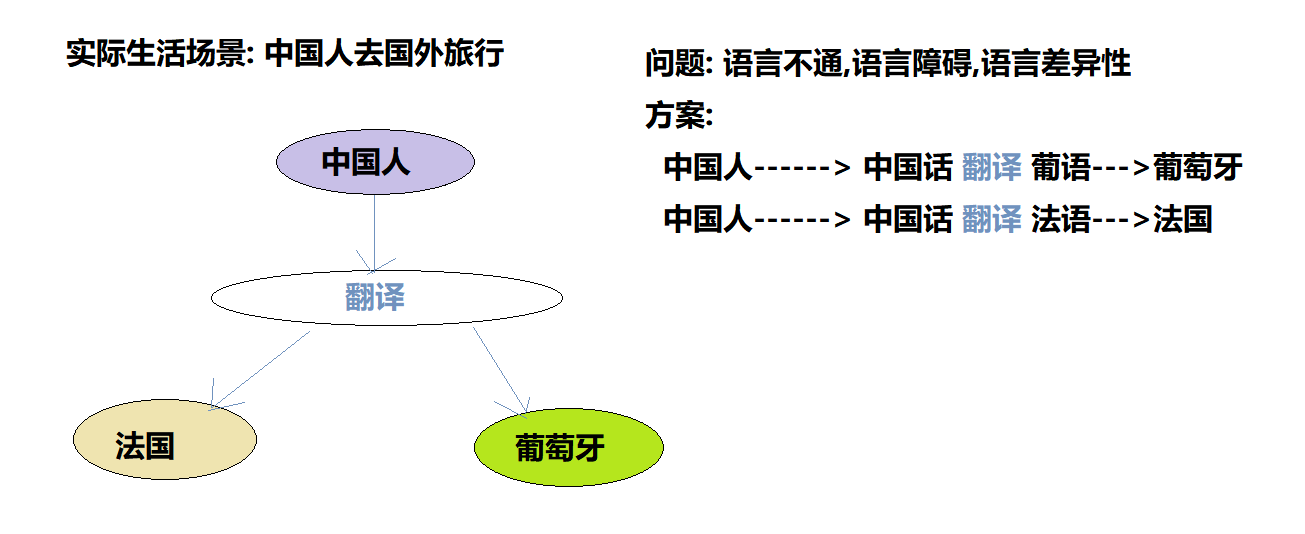 实际生活场景: 中国人去国外旅行
中国人
翻译
法国
葡萄牙
问题: 语言不通,语言障碍,语言差异性
方案:
中国人------> 中国话 翻译 葡语--->葡萄牙
中国人------> 中国话 翻译 法语--->法国